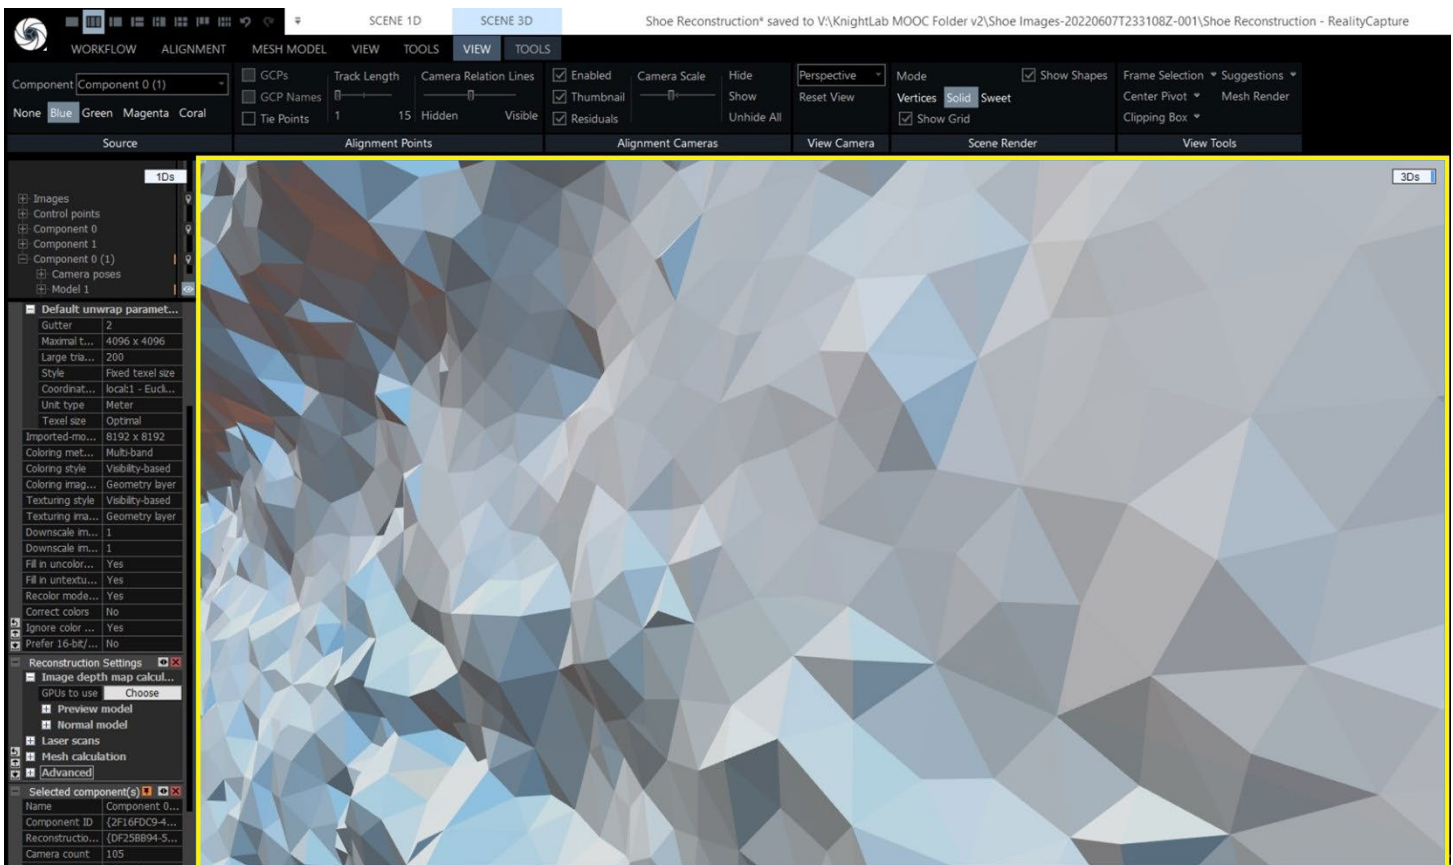 SCENE 1D SCENE 3D Shoe Reconstruction* saved to V:\KnightLab MOOC Folder v2\Shoe Images-20220607T233108Z-001\Shoe Reconstruction - RealityCapture
WORKFLOW ALIGNMENT MESH MODEL VIEW TOOLS VIEW TOOLS
Component Component 0 (1)
None Blue Green Magenta Coral
Source
GCPs
GCP Names
Tie Points
Track Length
1 15
Camera Relation Lines
Hidden Visible
Alignment Points
Enabled
Thumbnail
Residuals
Camera Scale
Hide
Show
Unhide All
Alignment Cameras
Perspective
Reset View
View Camera
Mode
Vertices Solid Sweet
Show Grid
Show Shapes
Scene Render
Frame Selection Suggestions
Center Pivot Mesh Render
Clipping Box
View Tools
1Ds
3Ds
Images
Control points
Component 0
Component 1
Component 0 (1)
Camera poses
Model 1
Default unwrap paramet...
Gutter 2
Maximal t... 4096 x 4096
Large tria... 200
Style Fixed texel size
Coordinat... local:1 - Eucli...
Unit type Meter
Texel size Optimal
Imported-mo... 8192 x 8192
Coloring met... Multi-band
Coloring style Visibility-based
Coloring imag... Geometry layer
Texturing style Visibility-based
Texturing ima... Geometry layer
Downscale im... 1
Downscale im... 1
Fill in uncolor... Yes
Fill in untextu... Yes
Recolor mode... Yes
Correct colors No
Ignore color ... Yes
Prefer 16-bit/... No
Reconstruction Settings
Image depth map calcul...
GPUs to use Choose
Preview model
Normal model
Laser scans
Mesh calculation
Advanced
Selected component(s)
Name Component 0...
Component ID {2F16FDC9-4...
Reconstructio... {DF25BB94-5...
Camera count 105